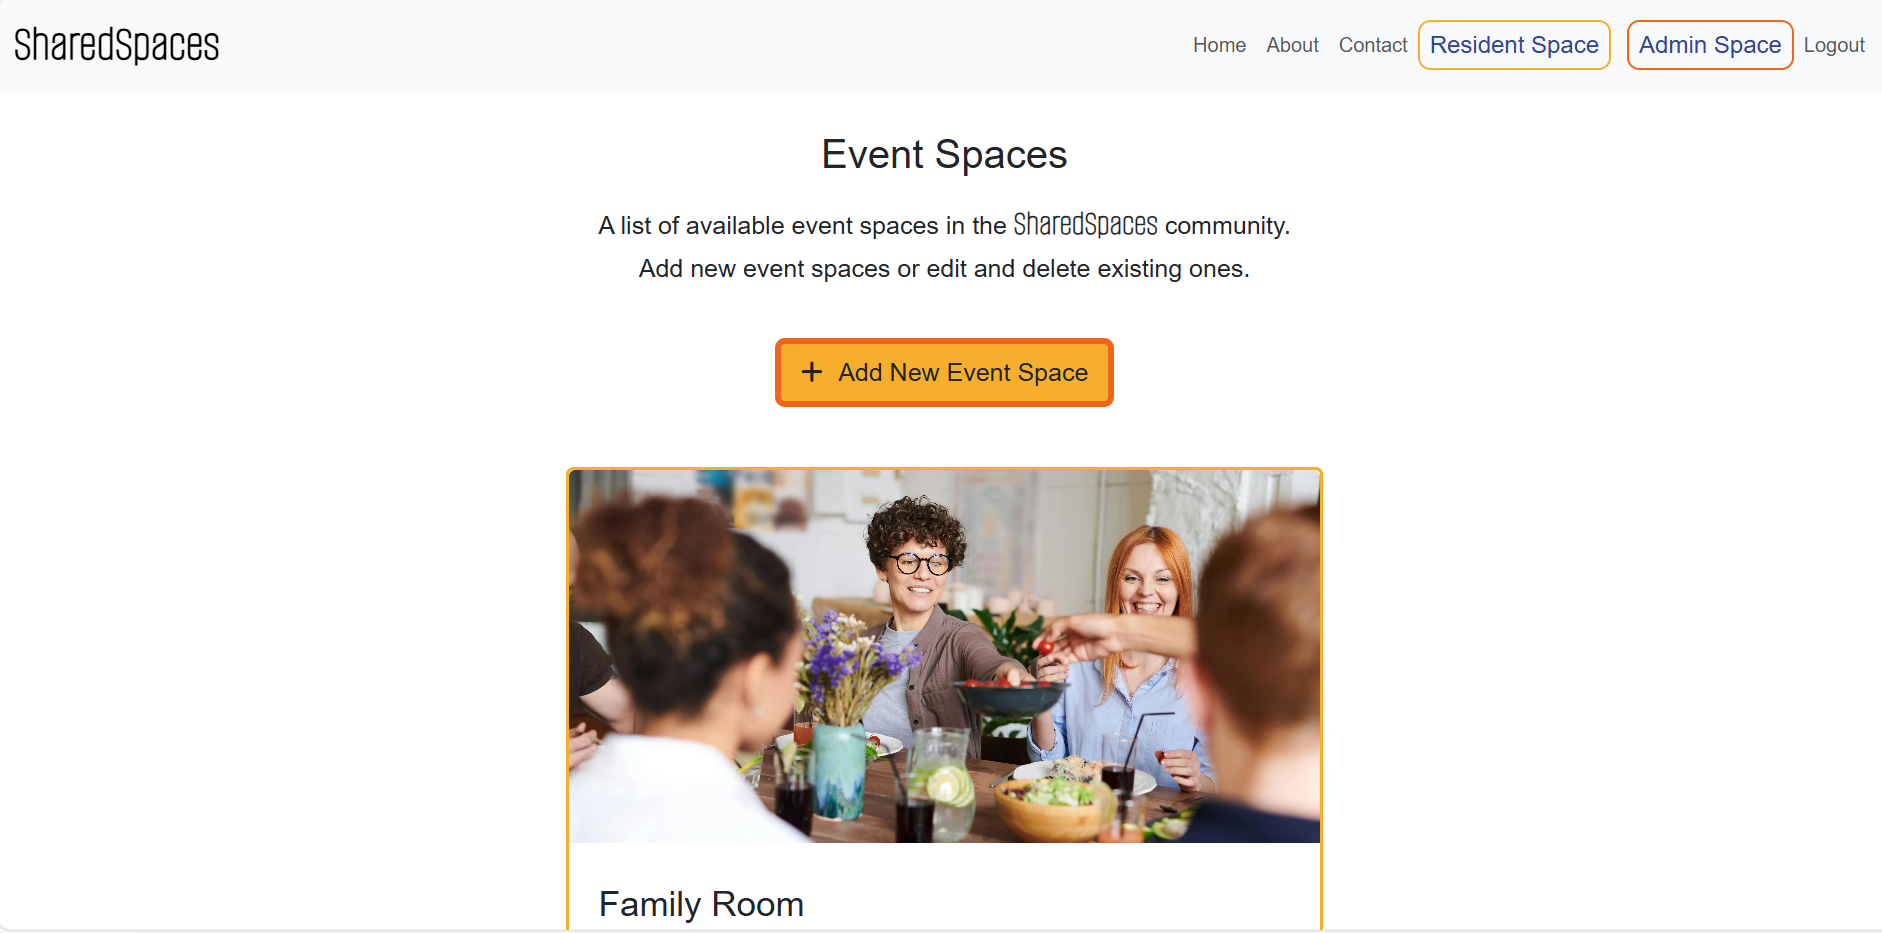 SharedSpaces
Home About Contact Resident Space Admin Space Logout
Event Spaces
A list of available event spaces in the SharedSpaces community.
Add new event spaces or edit and delete existing ones.
+ Add New Event Space
Family Room